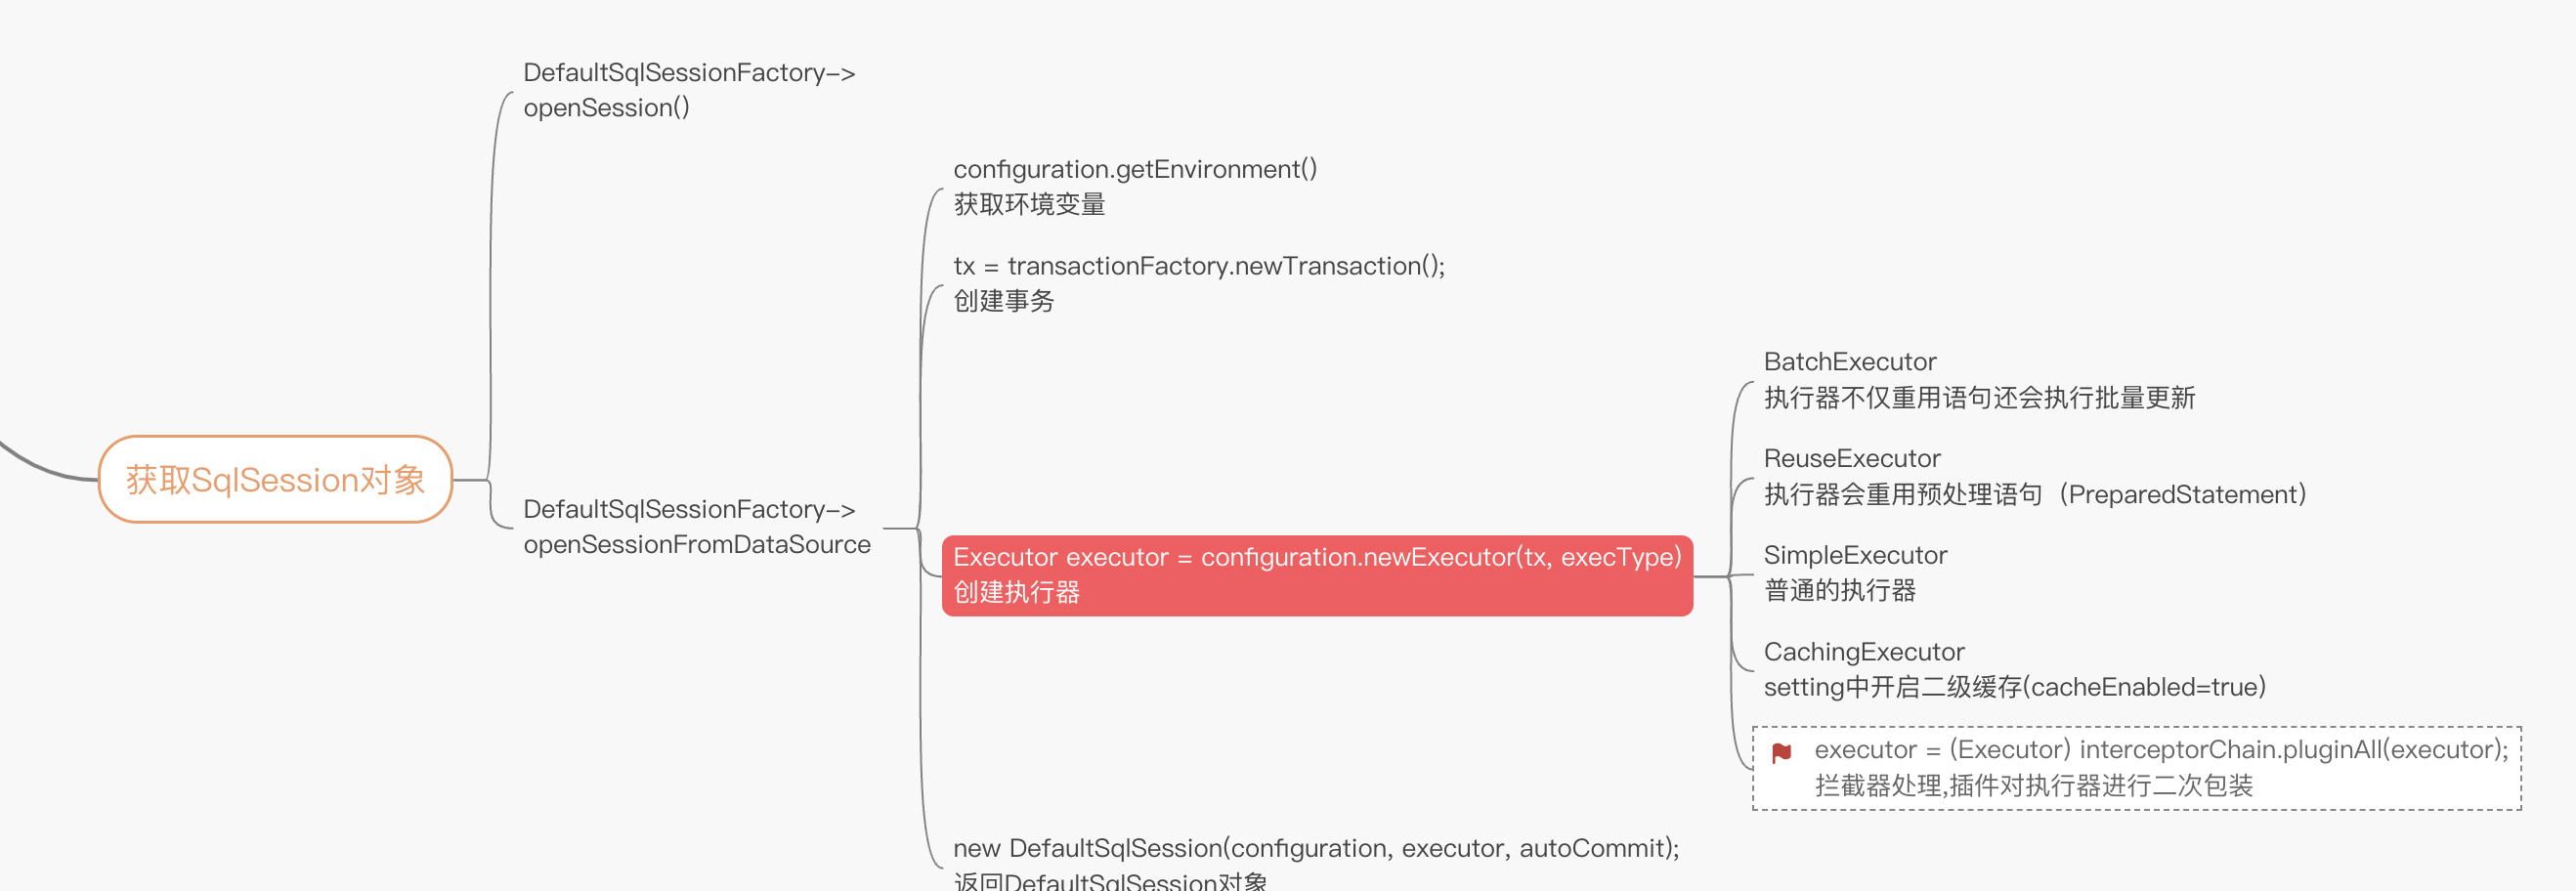 DefaultSqlSessionFactory->
openSession()
configuration.getEnvironment()
获取环境变量
tx = transactionFactory.newTransaction();
创建事务
BatchExecutor
执行器不仅重用语句还会执行批量更新
ReuseExecutor
执行器会重用预处理语句（PreparedStatement）
获取SqlSession对象
DefaultSqlSessionFactory->
openSessionFromDataSource
Executor executor = configuration.newExecutor(tx, execType)
创建执行器
SimpleExecutor
普通的执行器
CachingExecutor
setting中开启二级缓存(cacheEnabled=true)
executor = (Executor) interceptorChain.pluginAll(executor);
拦截器处理,插件对执行器进行二次包装
new DefaultSqlSession(configuration, executor, autoCommit);
返回DefaultSqlSession对象